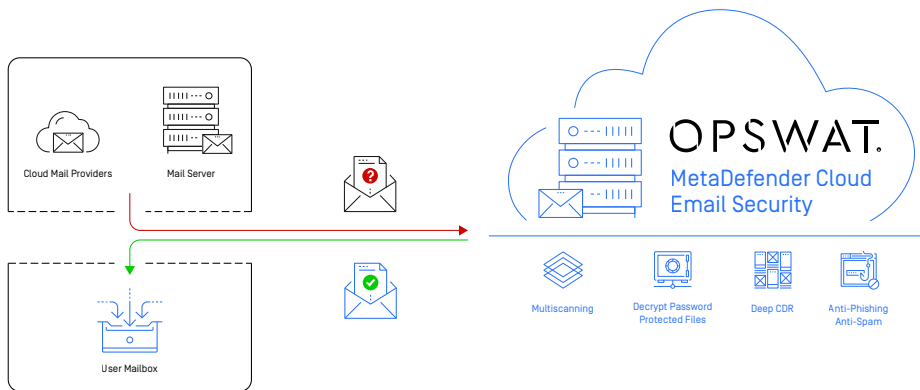 Cloud Mail Providers
Mail Server
?
OPSWAT.
MetaDefender Cloud
Email Security
Multiscanning
Decrypt Password
Protected Files
Deep CDR
Anti-Phishing
Anti-Spam
User Mailbox